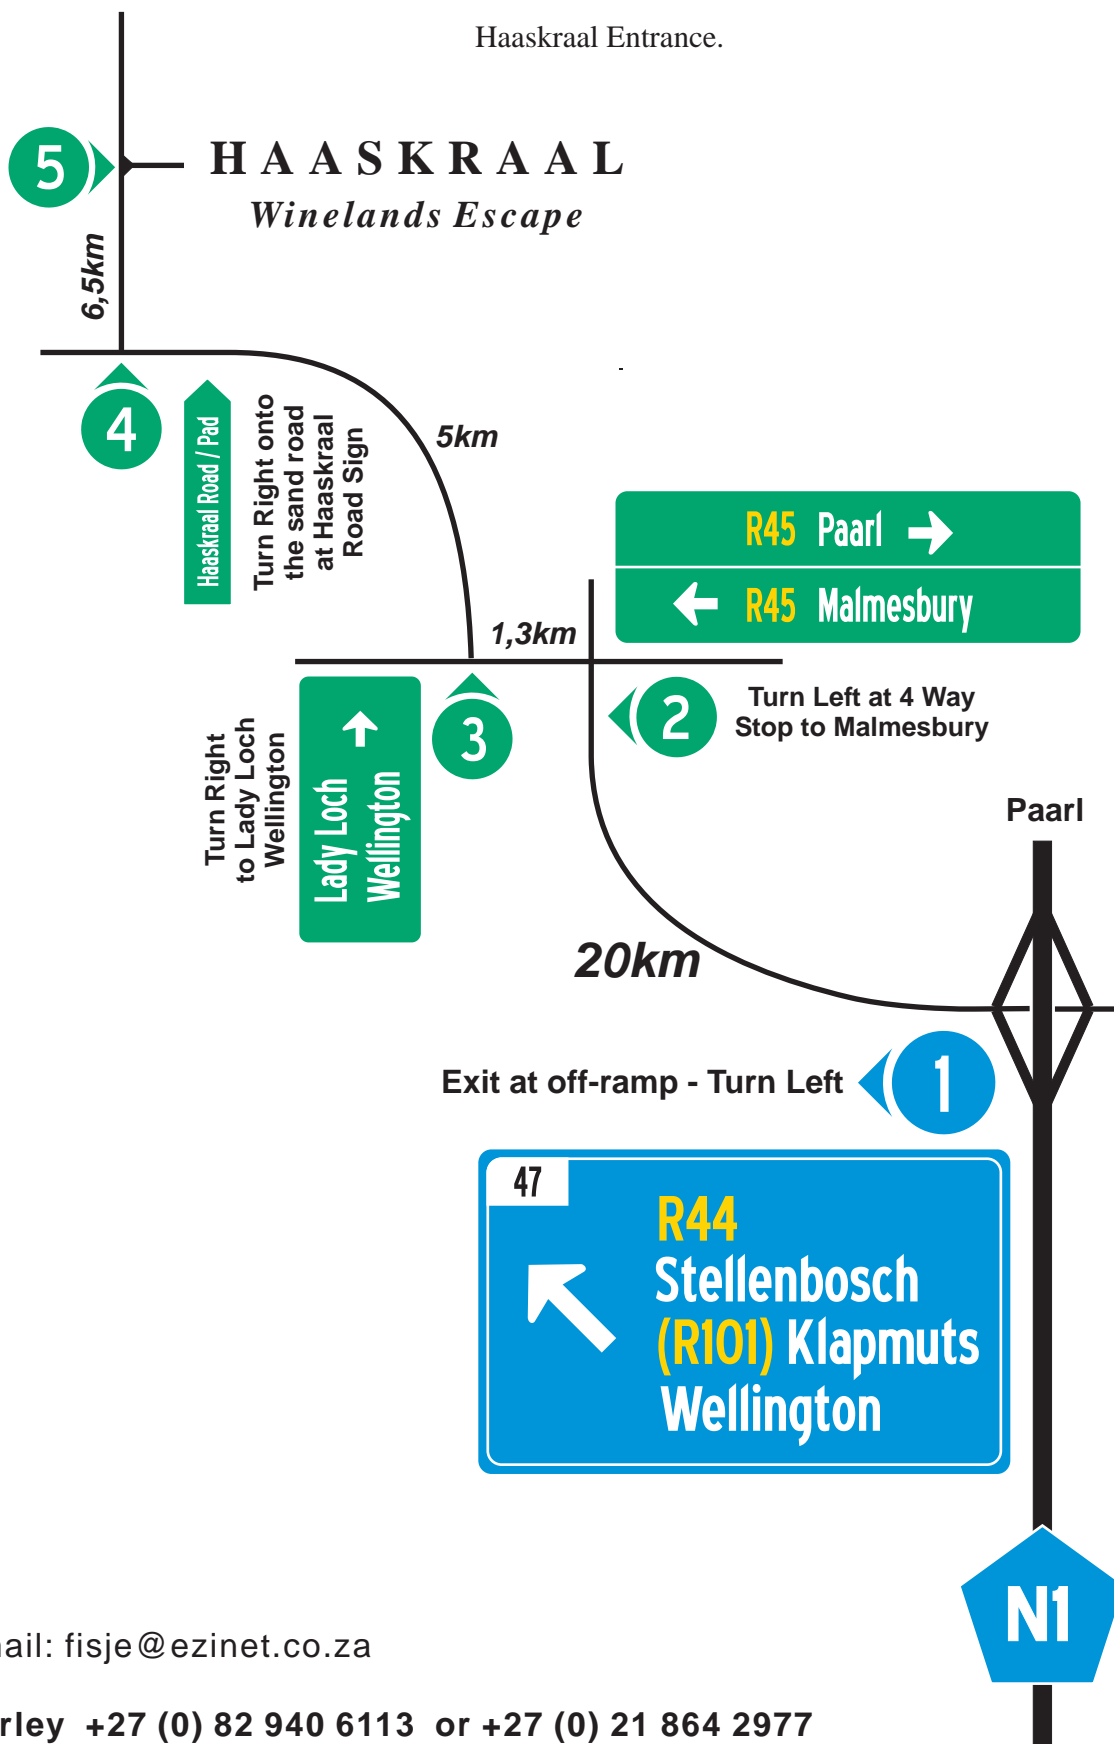 Haaskraal Entrance.
5
HAASKRAAL
Winelands Escape
6,5km
4
Haaskraal Road / Pad
Turn Right onto
the sand road
at Haaskraal
Road Sign
5km
R45 Paarl
R45 Malmesbury
1,3km
2
Turn Left at 4 Way
Stop to Malmesbury
3
Lady Loch
Wellington
Turn Right
to Lady Loch
Wellington
Paarl
20km
Exit at off-ramp - Turn Left
1
47
R44
Stellenbosch
(R101) Klapmuts
Wellington
N1
ail: fisje@ezinet.co.za
rley +27 (0) 82 940 6113 or +27 (0) 21 864 2977